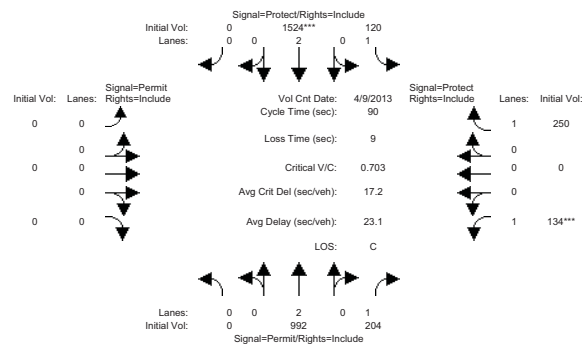 Signal=Protect/Rights=Include
Initial Vol: 0 1524*** 120
Lanes: 0 0 2 0 1
Signal=Permit Signal=Protect
Initial Vol: Lanes: Rights=Include Vol Cnt Date: 4/9/2013 Rights=Include Lanes: Initial Vol:
Cycle Time (sec): 90
0 0 1 250
Loss Time (sec): 9
0 0
0 0 Critical V/C: 0.703 0 0
0 Avg Crit Del (sec/veh): 17.2 0
0 0 Avg Delay (sec/veh): 23.1 1 134***
LOS: C
Lanes: 0 0 2 0 1
Initial Vol: 0 992 204
Signal=Permit/Rights=Include